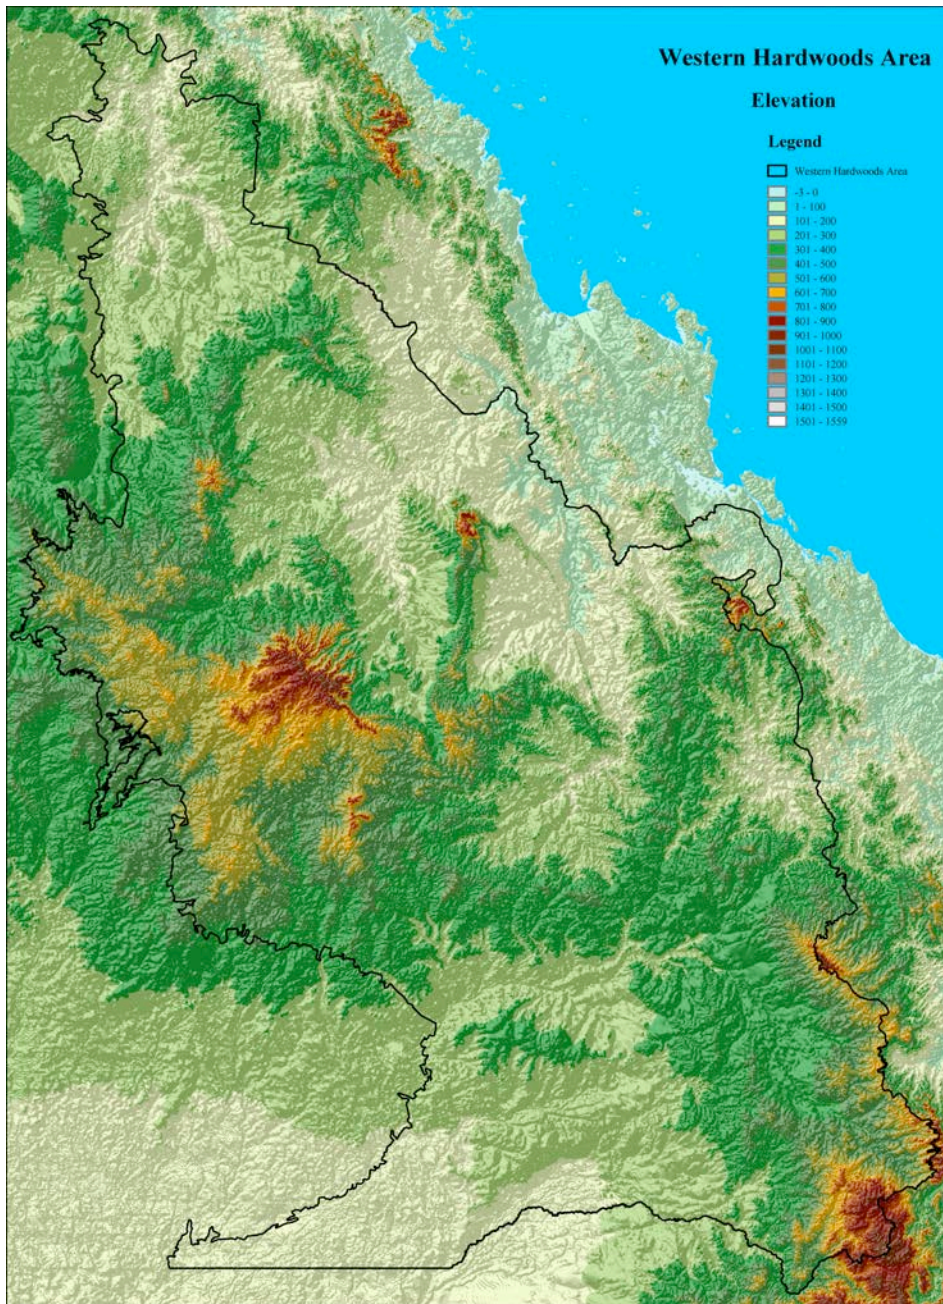 Western Hardwoods Area
Elevation
Legend
Western Hardwoods Area
-3 - 0
1 - 100
101 - 200
201 - 300
301 - 400
401 - 500
501 - 600
601 - 700
701 - 800
801 - 900
901 - 1000
1001 - 1100
1101 - 1200
1201 - 1300
1301 - 1400
1401 - 1500
1501 - 1559